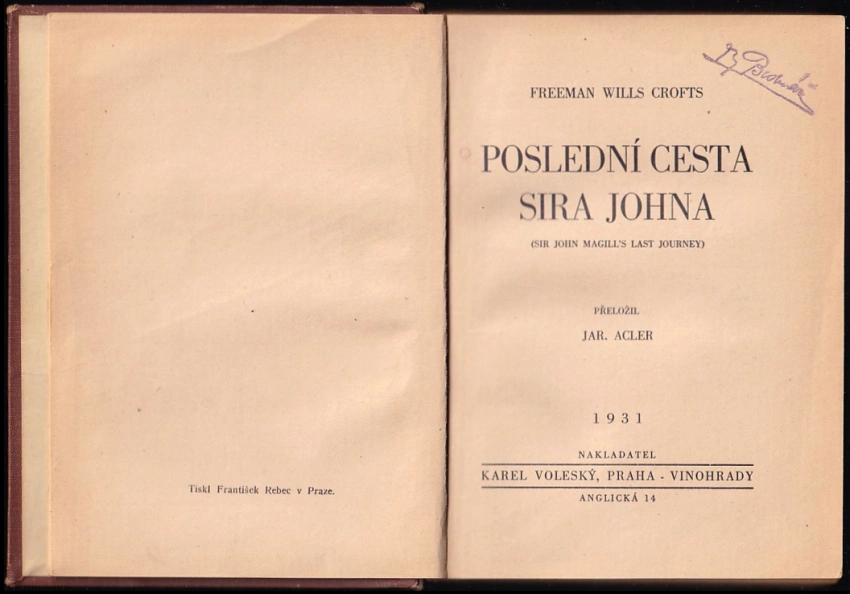 Tiskl František Rebec v Praze.
FREEMAN WILLS CROFTS
POSLEDNÍ CESTA
SIRA JOHNA
(SIR JOHN MAGILL'S LAST JOURNEY)
PŘELOŽIL
JAR. ACLER
1931
NAKLADATEL
KAREL VOLESKÝ, PRAHA - VINOHRADY
ANGLICKÁ 14